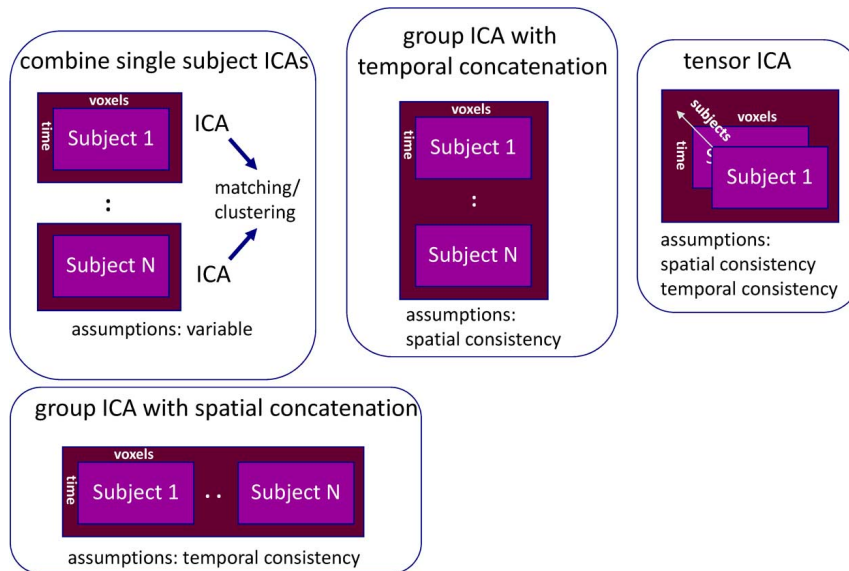 combine single subject ICAs
voxels
time
Subject 1
ICA
:
matching/
clustering
Subject N
ICA
assumptions: variable
group ICA with
temporal concatenation
voxels
time
Subject 1
:
Subject N
assumptions:
spatial consistency
tensor ICA
subjects
voxels
time
Subject 1
assumptions:
spatial consistency
temporal consistency
group ICA with spatial concatenation
voxels
time
Subject 1
. .
Subject N
assumptions: temporal consistency